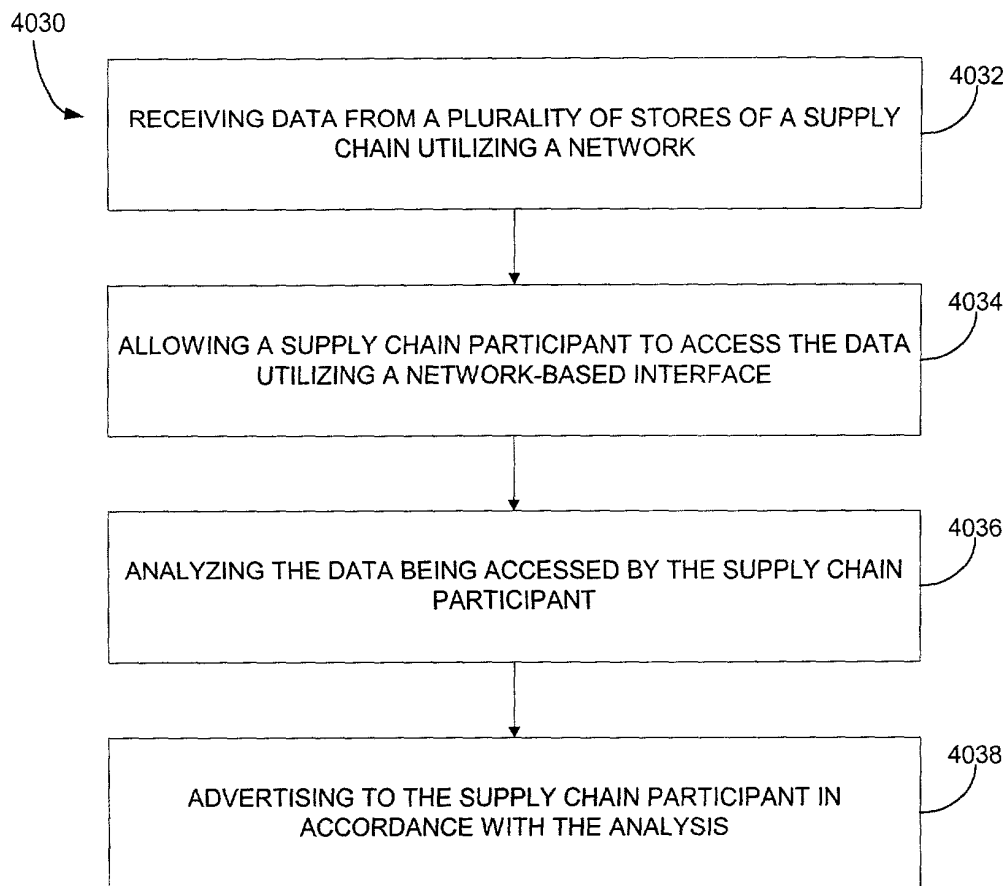 4030
4032
RECEIVING DATA FROM A PLURALITY OF STORES OF A SUPPLY
CHAIN UTILIZING A NETWORK
4034
ALLOWING A SUPPLY CHAIN PARTICIPANT TO ACCESS THE DATA
UTILIZING A NETWORK-BASED INTERFACE
4036
ANALYZING THE DATA BEING ACCESSED BY THE SUPPLY CHAIN
PARTICIPANT
4038
ADVERTISING TO THE SUPPLY CHAIN PARTICIPANT IN
ACCORDANCE WITH THE ANALYSIS